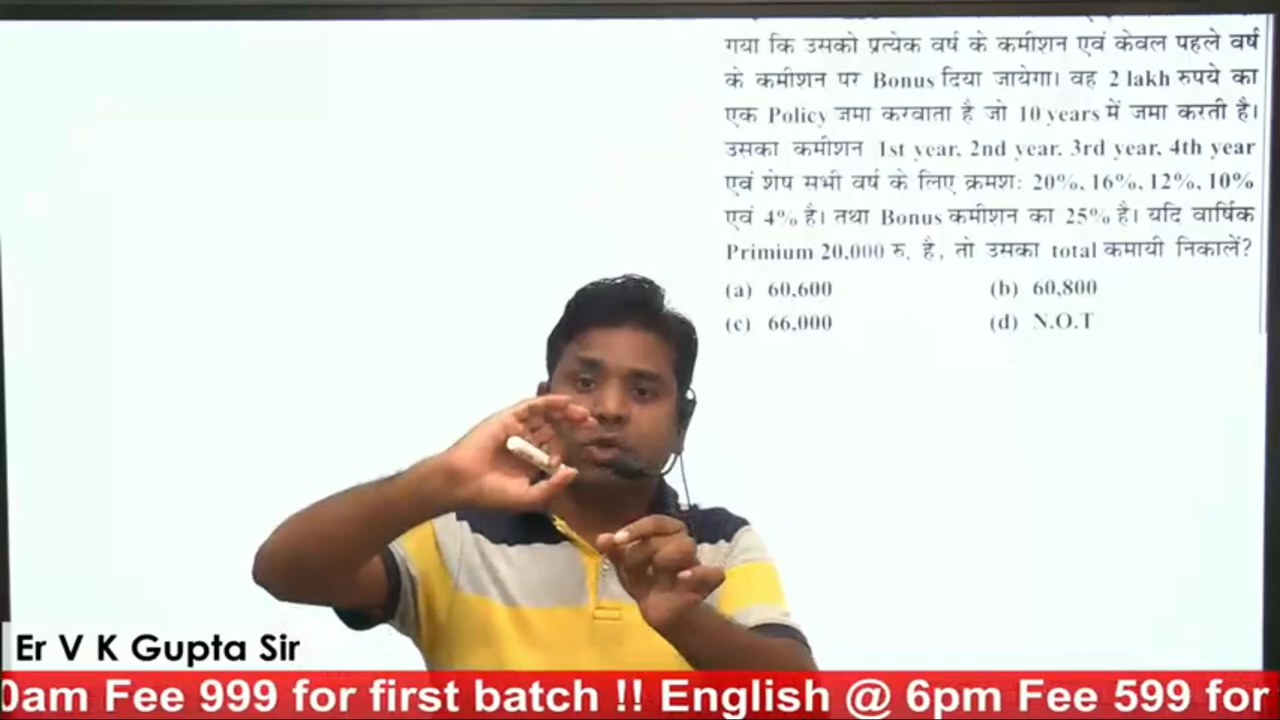 गया कि उसको प्रत्येक वर्ष के कमीशन एवं केवल पहले वर्ष
के कमीशन पर Bonus दिया जायेगा। वह 2 lakh रुपये का
एक Policy जमा करवाता है जो 10 years में जमा करती है।
उसका कमीशन 1st year, 2nd year, 3rd year, 4th year
एवं शेष सभी वर्ष के लिए क्रमश: 20%, 16%, 12%, 10%
एवं 4% है। तथा Bonus कमीशन का 25% है। यदि वार्षिक
Primium 20,000 रु. है, तो उसका total कमायी निकालें?
(a) 60,600 (b) 60,800
(c) 66,000 (d) N.O.T
Er V K Gupta Sir
0am Fee 999 for first batch !! English @ 6pm Fee 599 for